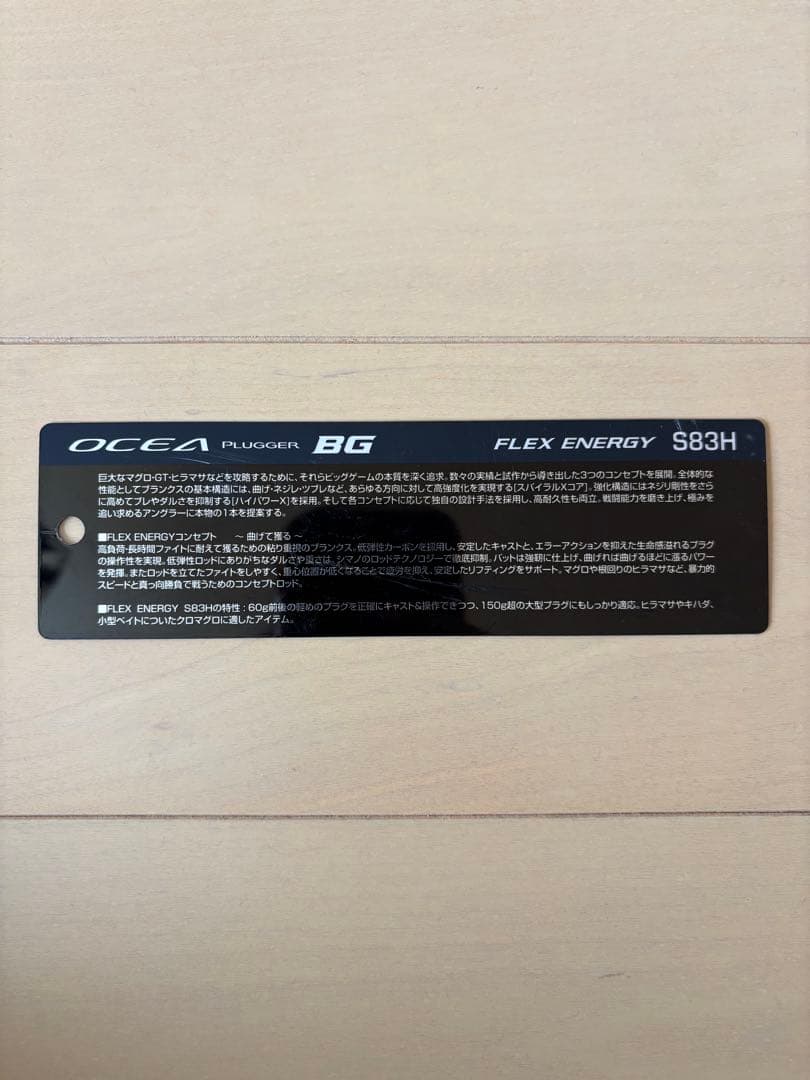 OCEA PLUGGER BG FLEX ENERGY S83H
巨大なマグロ・GT・ヒラマサなどを攻略するために、それらビッグゲームの本質を深く追求。数々の実績と試作から導き出した3つのコンセプトを展開。全体的な
性能としてブランクスの基本構造には、曲げ・ネジレ・ツブレなど、あらゆる方向に対して高強度化を実現する[スパイラルXコア]。強化構造にはネジリ剛性をさら
に高めてブレやダルさを抑制する[ハイパワーX]を採用。そして各コンセプトに応じて独自の設計手法を採用し、高耐久性も両立。戦闘能力を磨き上げ、極みを
追い求めるアングラーに本物の1本を提案する。
■FLEX ENERGYコンセプト ～曲げて獲る～
高負荷・長時間ファイトに耐えて獲るための粘り重視のブランクス。低弾性カーボンを採用し、安定したキャストと、エラーアクションを抑えた生命感溢れるプラグ
の操作性を実現。低弾性ロッドにありがちなダルさや重さは、シマノのロッドテクノロジーで徹底抑制。バットは強靭に仕上げ、曲げれば曲げるほどに漲るパワー
を発揮。またロッドを立てたファイトをしやすく、重心位置が低くなることで疲労を抑え、安定したリフティングをサポート。マグロや根回りのヒラマサなど、暴力的
スピードと真っ向勝負で戦うためのコンセプトロッド。
■FLEX ENERGY S83Hの特性：60g前後の軽めのプラグを正確にキャスト&操作できつつ、150g超の大型プラグにもしっかり適応。ヒラマサやキハダ、
小型ベイトについたクロマグロに適したアイテム。